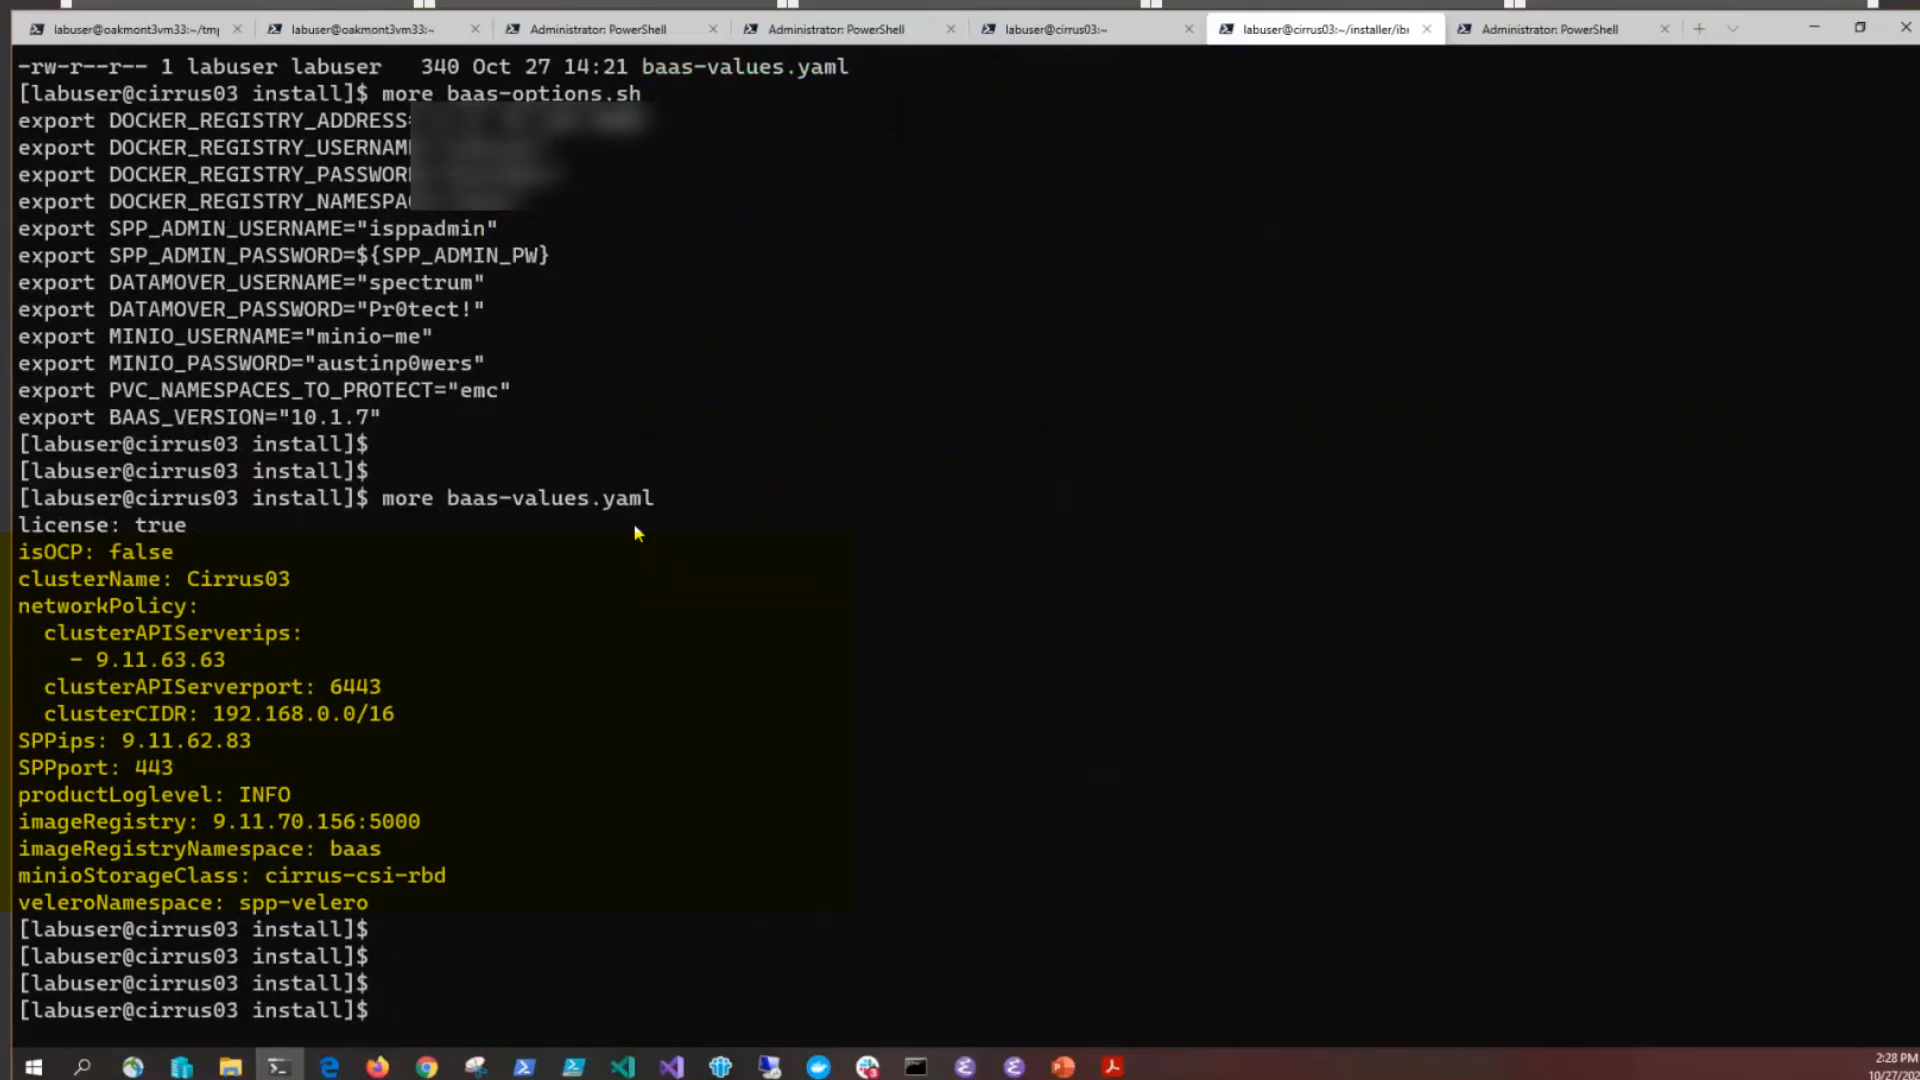 labuser@oakmont3vm33:~/tmp
labuser@oakmont3vm33:~
Administrator: PowerShell
Administrator: PowerShell
labuser@cirrus03:~
labuser@cirrus03:~/installer/ib
Administrator: PowerShell
-rw-r--r-- 1 labuser labuser   340 Oct 27 14:21 baas-values.yaml
[labuser@cirrus03 install]$ more baas-options.sh
export DOCKER_REGISTRY_ADDRESS=
export DOCKER_REGISTRY_USERNAM
export DOCKER_REGISTRY_PASSWOR
export DOCKER_REGISTRY_NAMESPA
export SPP_ADMIN_USERNAME="isppadmin"
export SPP_ADMIN_PASSWORD=${SPP_ADMIN_PW}
export DATAMOVER_USERNAME="spectrum"
export DATAMOVER_PASSWORD="Pr0tect!"
export MINIO_USERNAME="minio-me"
export MINIO_PASSWORD="austinp0wers"
export PVC_NAMESPACES_TO_PROTECT="emc"
export BAAS_VERSION="10.1.7"
[labuser@cirrus03 install]$
[labuser@cirrus03 install]$
[labuser@cirrus03 install]$ more baas-values.yaml
license: true
isOCP: false
clusterName: Cirrus03
networkPolicy:
  clusterAPIServerips:
    - 9.11.63.63
  clusterAPIServerport: 6443
  clusterCIDR: 192.168.0.0/16
SPPips: 9.11.62.83
SPPport: 443
productLoglevel: INFO
imageRegistry: 9.11.70.156:5000
imageRegistryNamespace: baas
minioStorageClass: cirrus-csi-rbd
veleroNamespace: spp-velero
[labuser@cirrus03 install]$
[labuser@cirrus03 install]$
[labuser@cirrus03 install]$
[labuser@cirrus03 install]$
2:28 PM
10/27/202